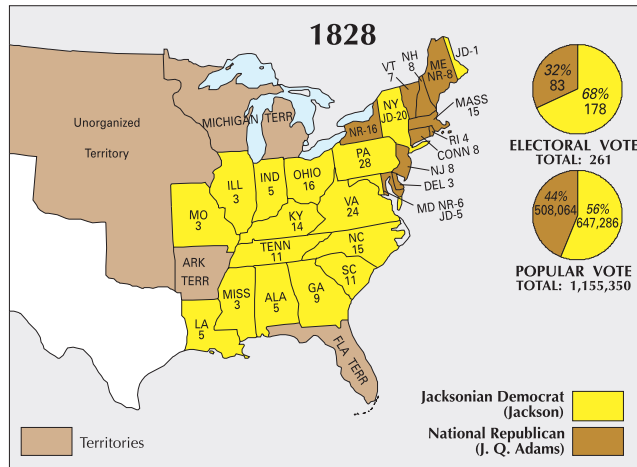 1828
NH
8
VT
7
ME
NR-8
JD-1
32%
83
68%
178
ELECTORAL VOTE
TOTAL: 261
Unorganized
Territory
MICHIGAN TERR
NR-16
NY
JD-20
MASS
15
RI 4
CONN 8
NJ 8
DEL 3
MD NR-6
JD-5
PA
28
OHIO
16
IND
5
ILL
3
MO
3
KY
14
VA
24
TENN
11
NC
15
SC
11
ARK
TERR
MISS
3
ALA
5
GA
9
LA
5
FLA TERR
44%
508,064
56%
647,286
POPULAR VOTE
TOTAL: 1,155,350
Territories
Jacksonian Democrat
(Jackson)
National Republican
(J. Q. Adams)